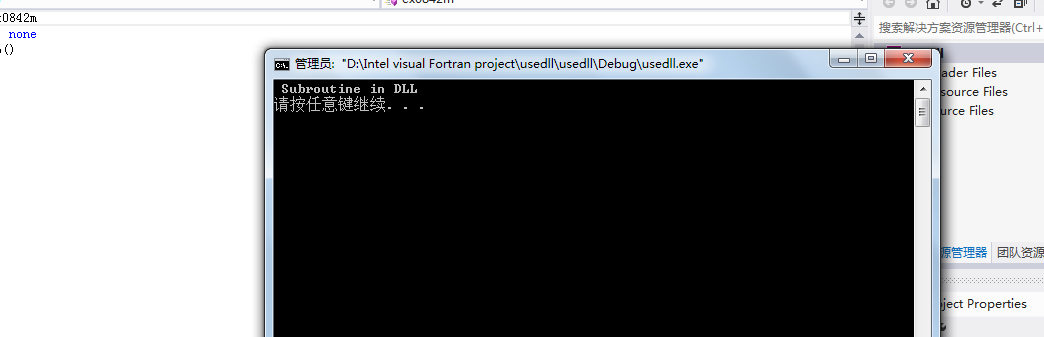 ex0842m
搜索解决方案资源管理器(Ctrl+
0842m
none
()
管理员: "D:\Intel visual Fortran project\usedll\usedll\Debug\usedll.exe"
Subroutine in DLL
请按任意键继续. . .
ader Files
source Files
urce Files
源管理器 团队资源
ject Properties